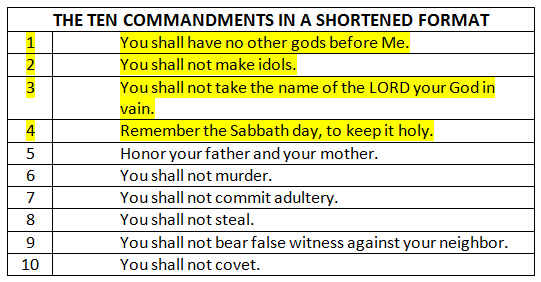 THE TEN COMMANDMENTS IN A SHORTENED FORMAT
1 You shall have no other gods before Me.
2 You shall not make idols.
3 You shall not take the name of the LORD your God in
vain.
4 Remember the Sabbath day, to keep it holy.
5 Honor your father and your mother.
6 You shall not murder.
7 You shall not commit adultery.
8 You shall not steal.
9 You shall not bear false witness against your neighbor.
10 You shall not covet.